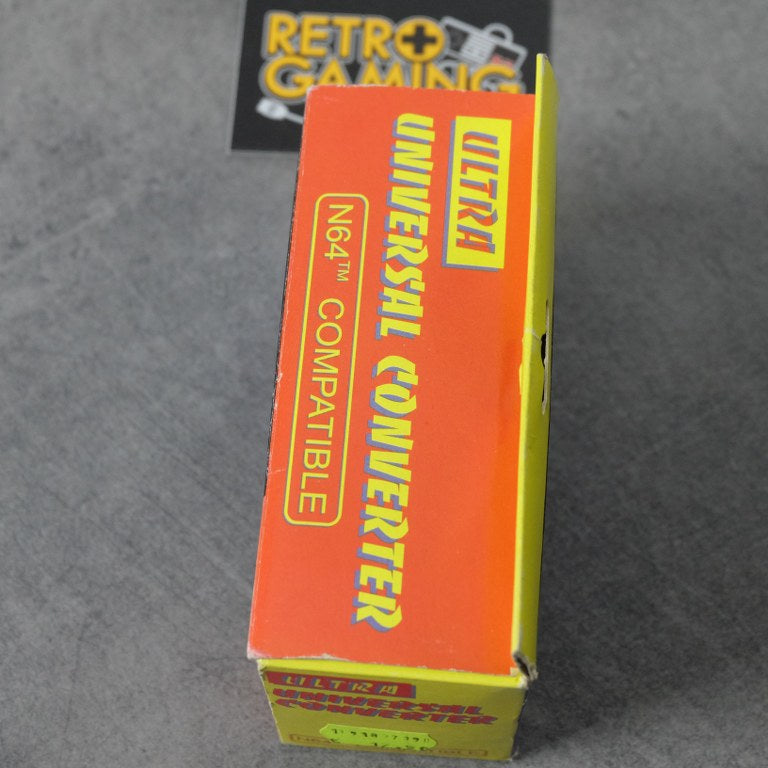 RETRO
GAMING
ULTRA
UNIVERSAL CONVERTER
N64™ COMPATIBLE
ULTRA
UNIVERSAL
CONVERTER